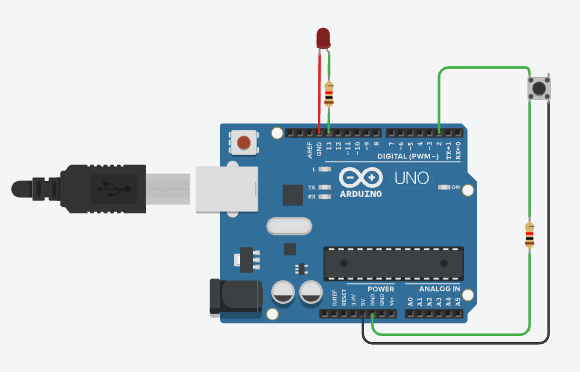 AREF
GND
13
12
~11
~10
~9
8
7
~6
~5
4
~3
2
TX→1
RX←0
DIGITAL (PWM~)
L
TX
RX
UNO
ARDUINO
ON
IOREF
RESET
3.3V
5V
GND
GND
Vin
POWER
ANALOG IN
A0
A1
A2
A3
A4
A5